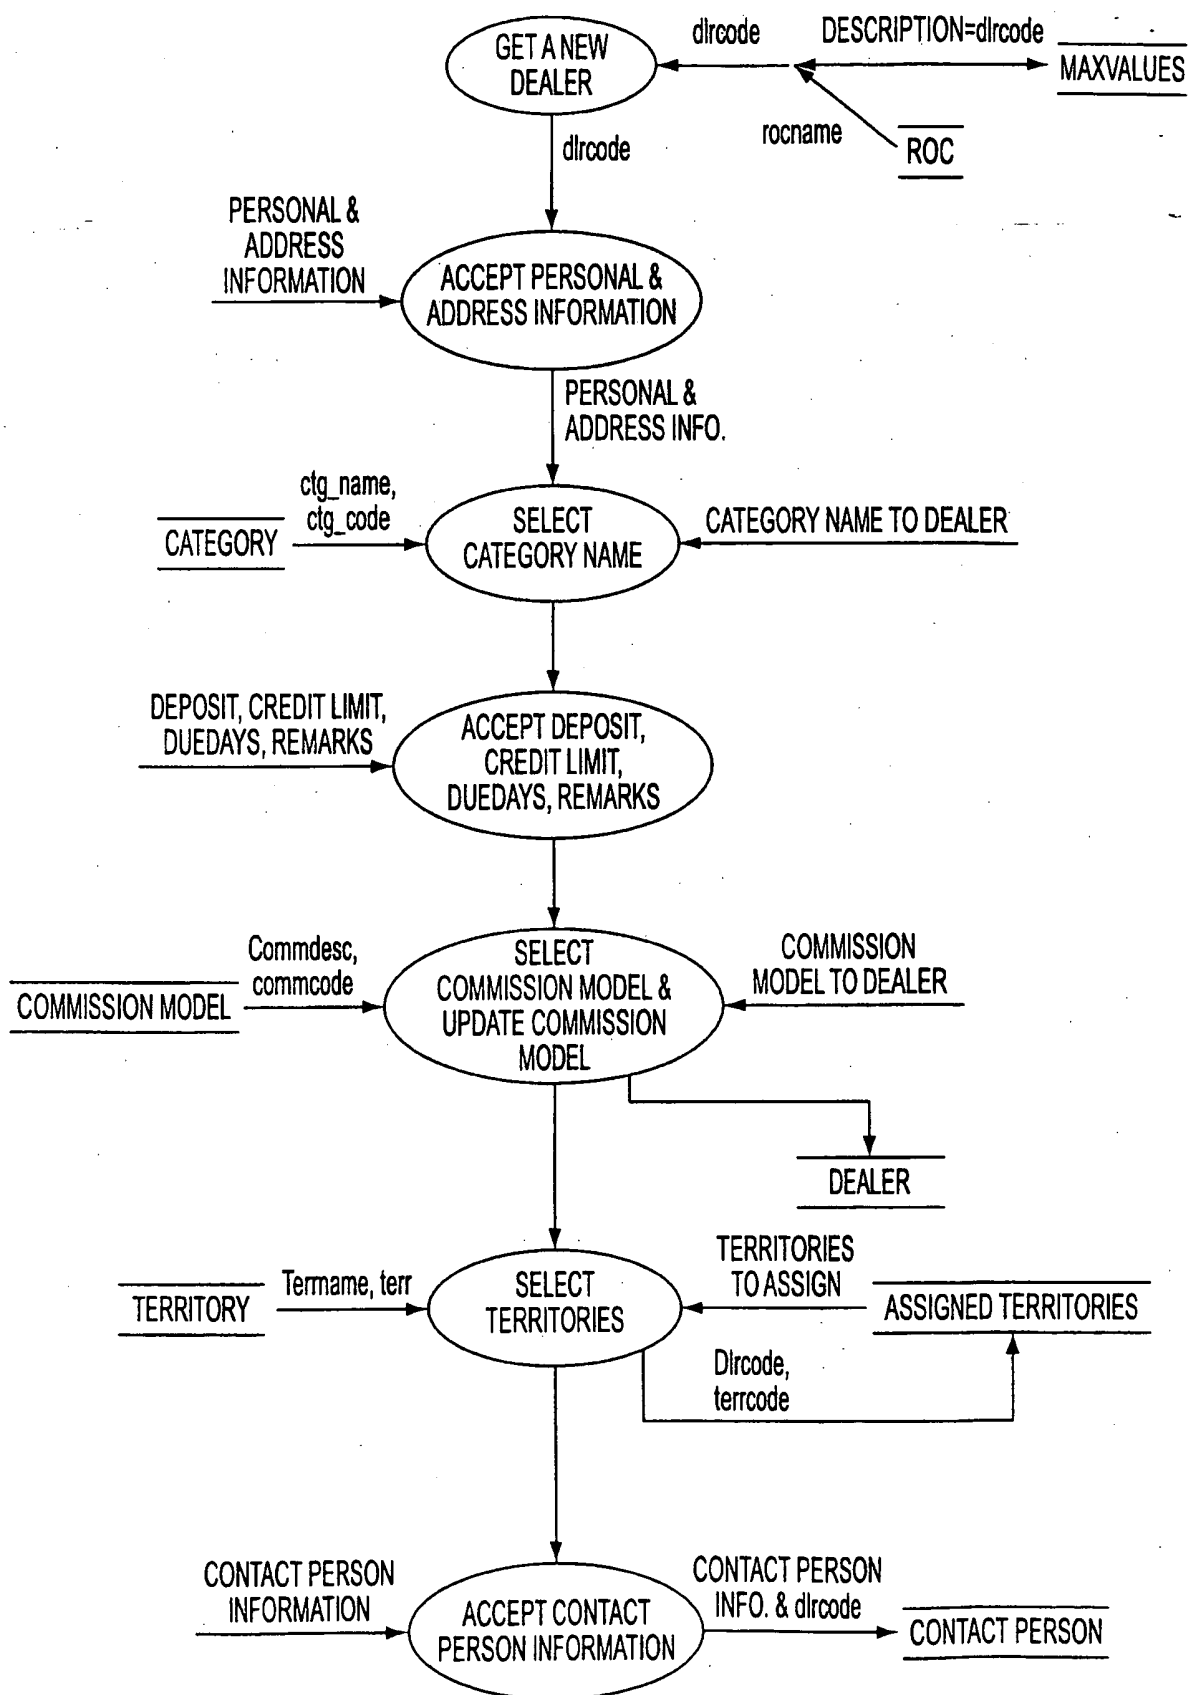 GET A NEW
DEALER
dlrcode
DESCRIPTION=dlrcode
MAXVALUES
rocname
ROC
dlrcode
PERSONAL &
ADDRESS
INFORMATION
ACCEPT PERSONAL &
ADDRESS INFORMATION
PERSONAL &
ADDRESS INFO.
ctg_name,
ctg_code
CATEGORY
SELECT
CATEGORY NAME
CATEGORY NAME TO DEALER
DEPOSIT, CREDIT LIMIT,
DUEDAYS, REMARKS
ACCEPT DEPOSIT,
CREDIT LIMIT,
DUEDAYS, REMARKS
Commdesc,
commcode
COMMISSION MODEL
SELECT
COMMISSION MODEL &
UPDATE COMMISSION
MODEL
COMMISSION
MODEL TO DEALER
DEALER
Terrname, terr
TERRITORY
SELECT
TERRITORIES
TERRITORIES
TO ASSIGN
ASSIGNED TERRITORIES
Dlrcode,
terrcode
CONTACT PERSON
INFORMATION
ACCEPT CONTACT
PERSON INFORMATION
CONTACT PERSON
INFO. & dlrcode
CONTACT PERSON